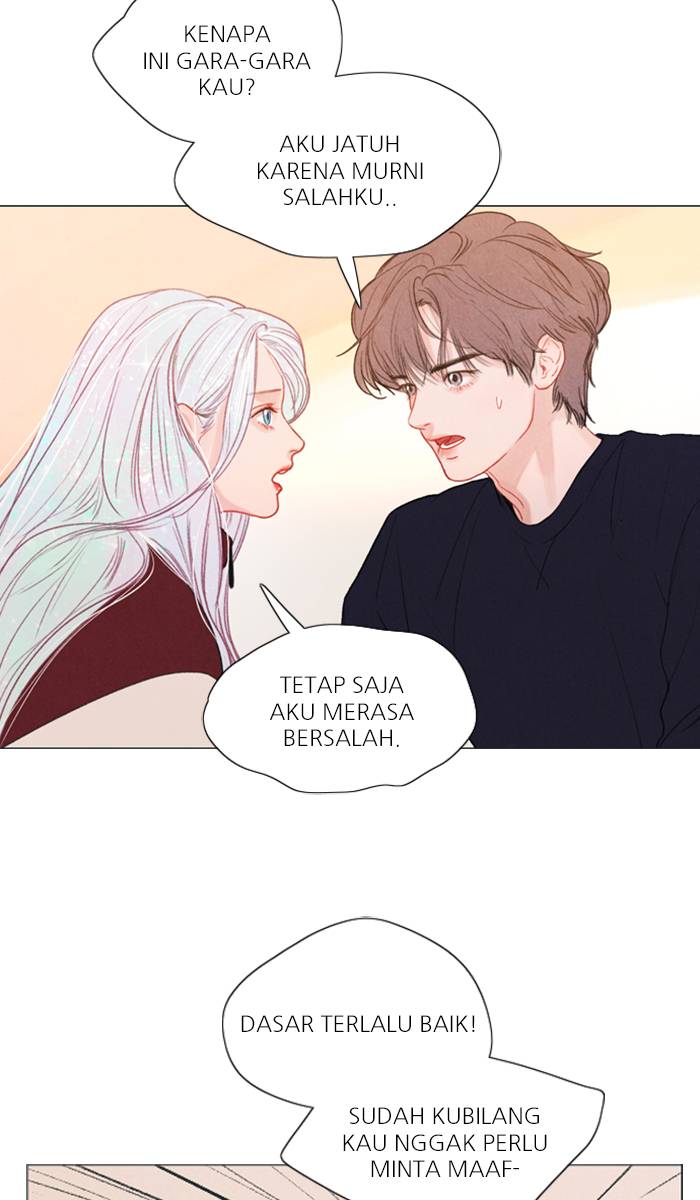 KENAPA
INI GARA-GARA
KAU?
AKU JATUH
KARENA MURNI
SALAHKU..
TETAP SAJA
AKU MERASA
BERSALAH.
DASAR TERLALU BAIK!
SUDAH KUBILANG
KAU NGGAK PERLU
MINTA MAAF-